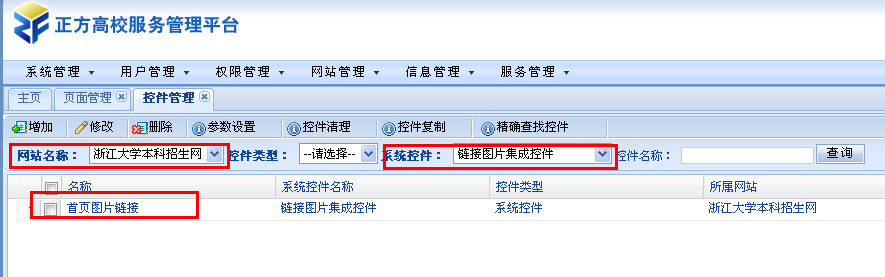 正方高校服务管理平台
系统管理 用户管理 权限管理 网站管理 信息管理 服务管理
主页 页面管理 控件管理
增加 修改 删除 参数设置 控件清理 控件复制 精确查找控件
网站名称： 浙江大学本科招生网 控件类型： --请选择-- 系统控件： 链接图片集成控件 控件名称： 查询
名称 系统控件名称 控件类型 所属网站
首页图片链接 链接图片集成控件 系统控件 浙江大学本科招生网